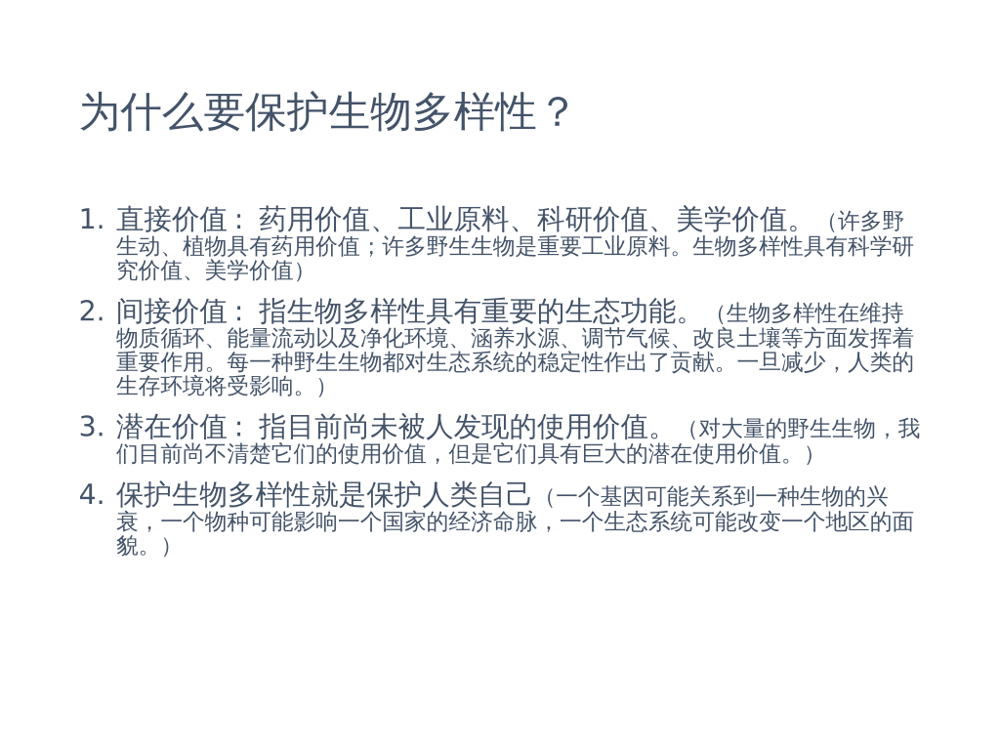 为什么要保护生物多样性？
1. 直接价值： 药用价值、工业原料、科研价值、美学价值。（许多野
生动、植物具有药用价值；许多野生生物是重要工业原料。生物多样性具有科学研
究价值、美学价值）
2. 间接价值： 指生物多样性具有重要的生态功能。（生物多样性在维持
物质循环、能量流动以及净化环境、涵养水源、调节气候、改良土壤等方面发挥着
重要作用。每一种野生生物都对生态系统的稳定性作出了贡献。一旦减少，人类的
生存环境将受影响。）
3. 潜在价值： 指目前尚未被人发现的使用价值。（对大量的野生生物，我
们目前尚不清楚它们的使用价值，但是它们具有巨大的潜在使用价值。）
4. 保护生物多样性就是保护人类自己（一个基因可能关系到一种生物的兴
衰，一个物种可能影响一个国家的经济命脉，一个生态系统可能改变一个地区的面
貌。）